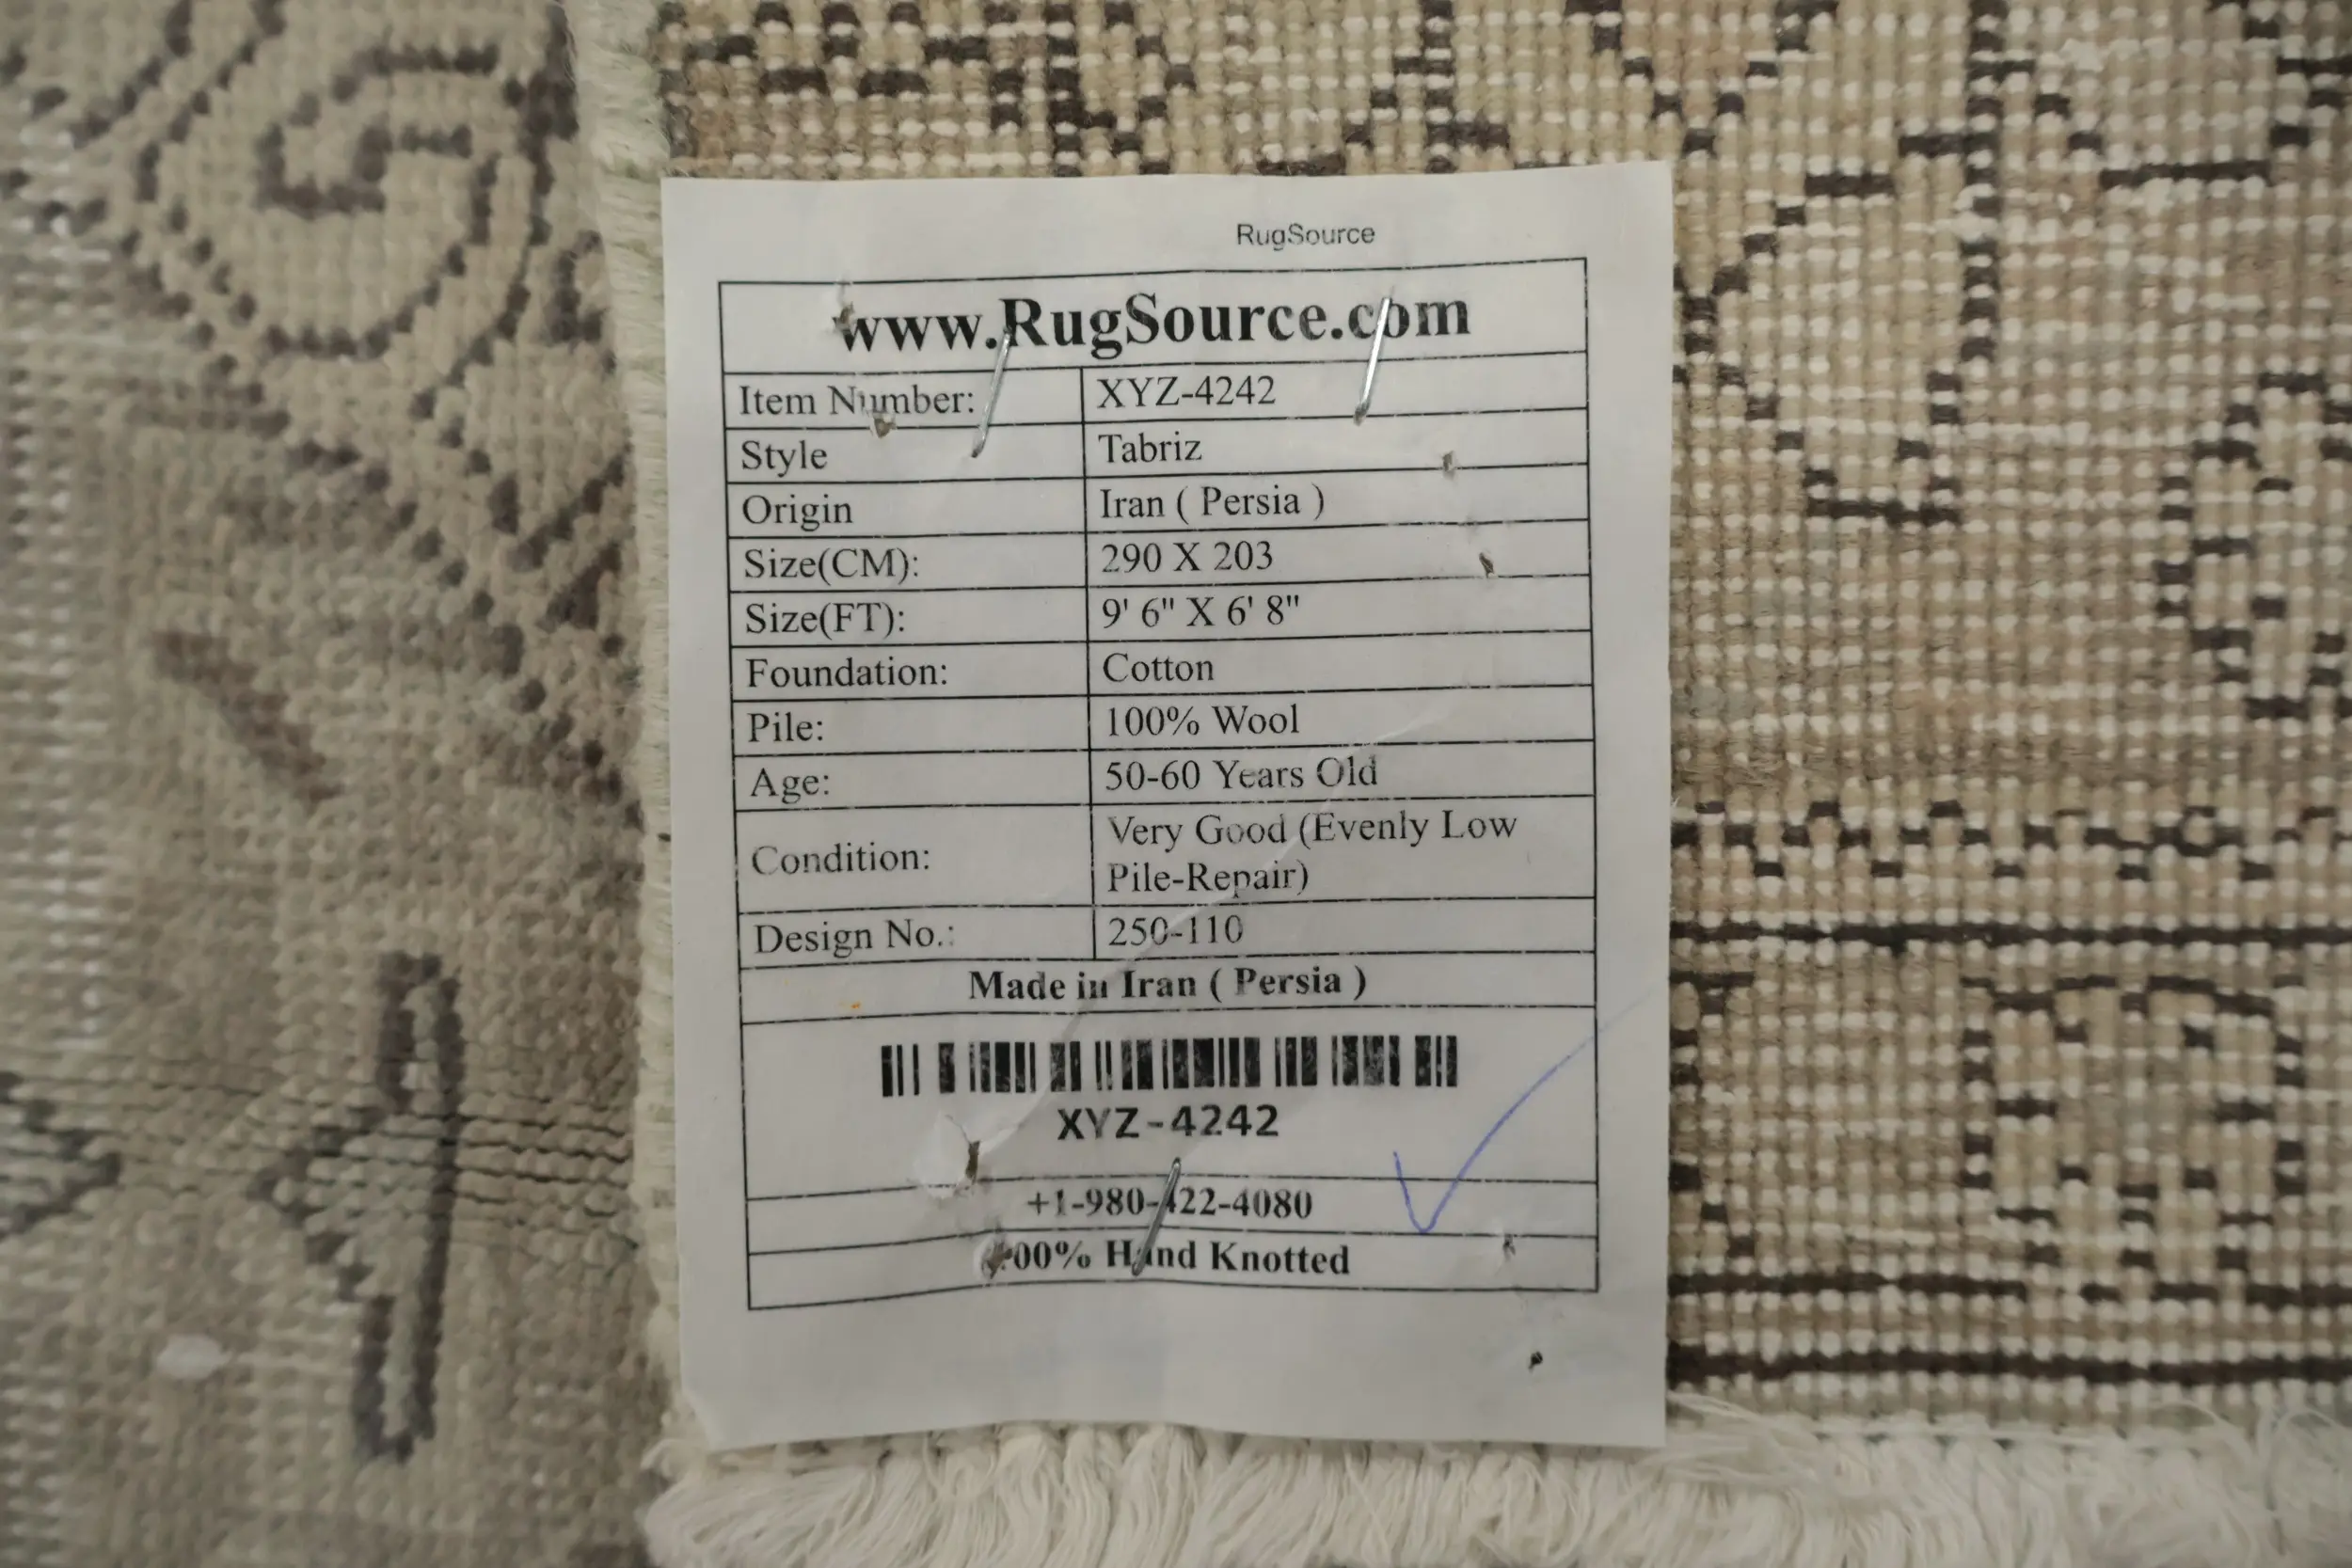 RugSource
www.RugSource.com
Item Number: XYZ-4242
Style Tabriz
Origin Iran ( Persia )
Size(CM): 290 X 203
Size(FT): 9' 6" X 6' 8"
Foundation: Cotton
Pile: 100% Wool
Age: 50-60 Years Old
Condition: Very Good (Evenly Low
Pile-Repair)
Design No.: 250-110
Made in Iran ( Persia )
XYZ-4242
+1-980-422-4080
100% Hand Knotted